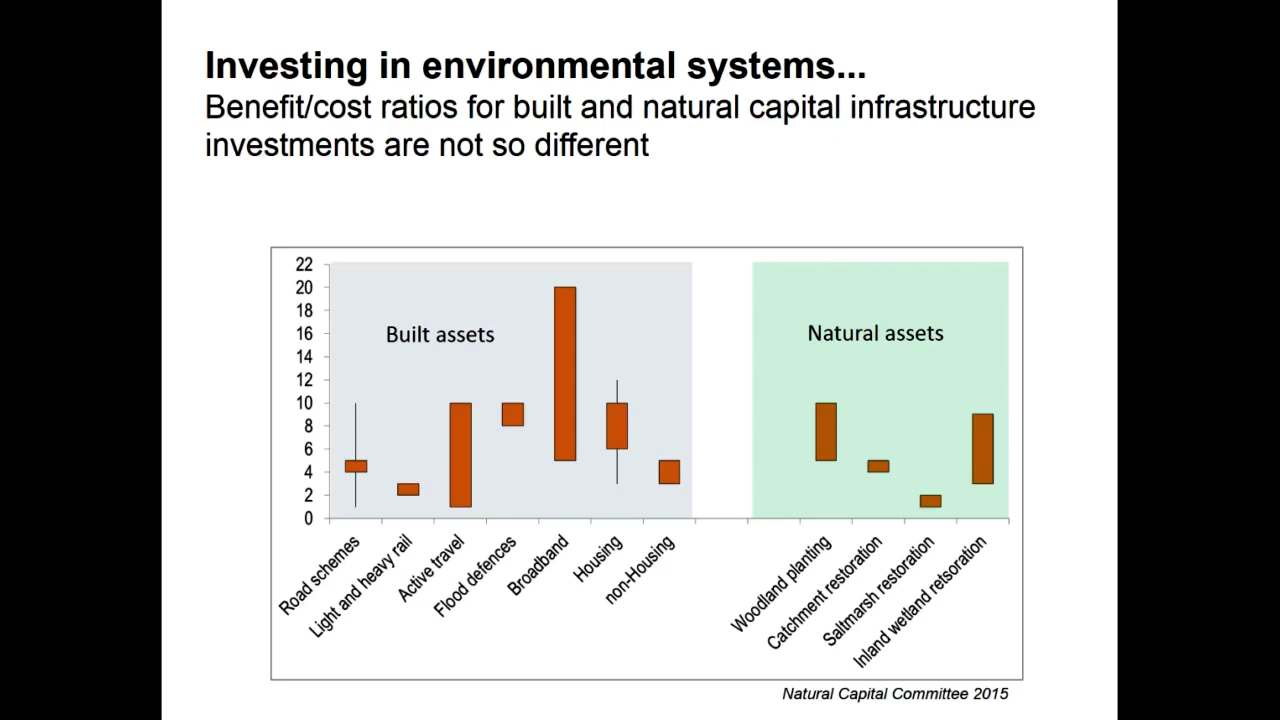 Investing in environmental systems...
Benefit/cost ratios for built and natural capital infrastructure
investments are not so different
22
20
18
16
14
12
10
8
6
4
2
0
Built assets
Natural assets
Road schemes
Light and heavy rail
Active travel
Flood defences
Broadband
Housing
non-Housing
Woodland planting
Catchment restoration
Saltmarsh restoration
Inland wetland retsoration
Natural Capital Committee 2015